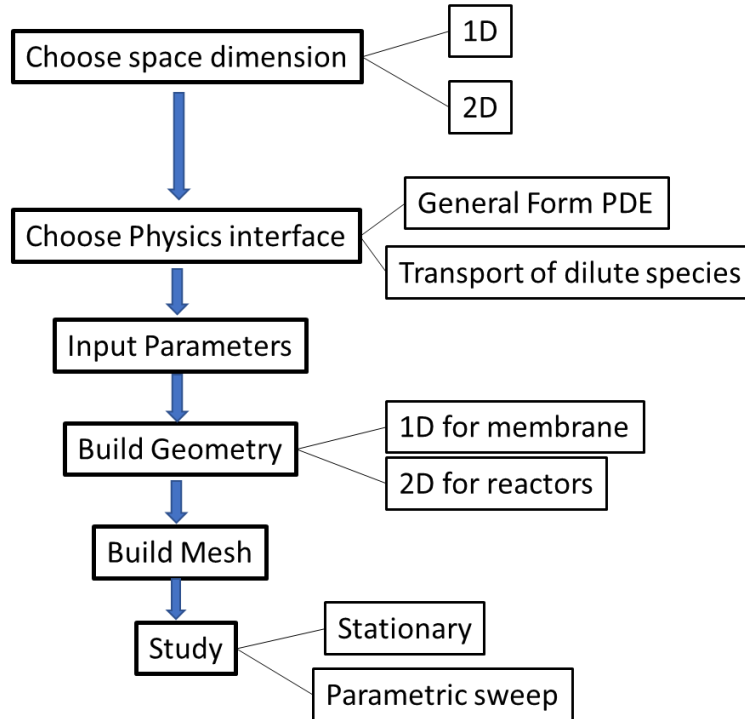 Choose space dimension
1D
2D
Choose Physics interface
General Form PDE
Transport of dilute species
Input Parameters
Build Geometry
1D for membrane
2D for reactors
Build Mesh
Study
Stationary
Parametric sweep